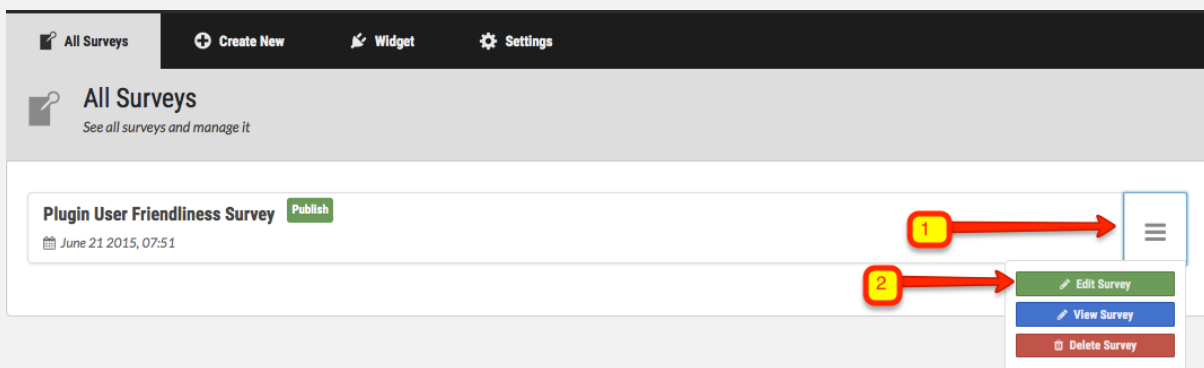 All Surveys
Create New
Widget
Settings
All Surveys
See all surveys and manage it
Plugin User Friendliness Survey
Publish
June 21 2015, 07:51
1
2
Edit Survey
View Survey
Delete Survey